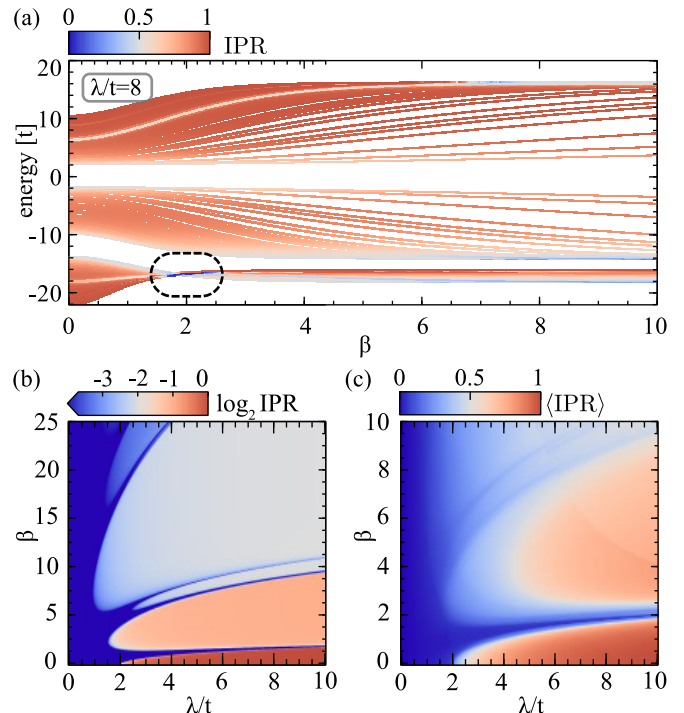 (a)
0 0.5 1
IPR
λ/t=8
energy [t]
20
10
0
-10
-20
0 2 4 6 8 10
β
(b)
-3 -2 -1 0
log₂ IPR
β
25
20
15
10
5
0
0 2 4 6 8 10
λ/t
(c)
0 0.5 1
⟨IPR⟩
β
10
8
6
4
2
0
0 2 4 6 8 10
λ/t